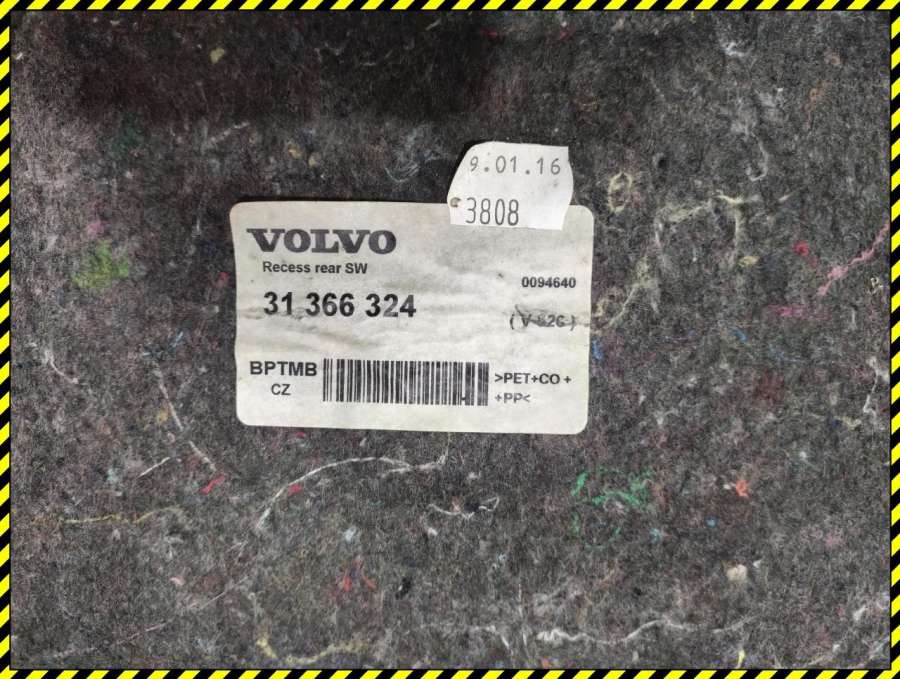 9.01.16
3808
VOLVO
Recess rear SW
0094640
31 366 324
BPTMB
CZ
>PET+CO +
+PP<